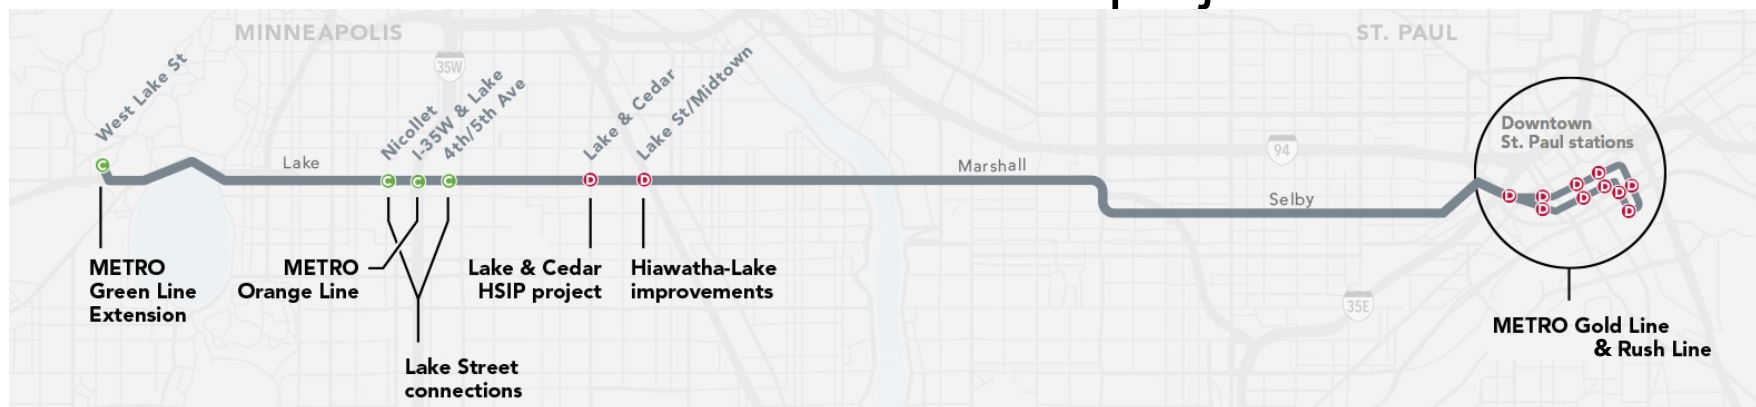 MINNEAPOLIS
ST. PAUL
West Lake St
35W
Nicollet
I-35W & Lake
4th/5th Ave
Lake & Cedar
Lake St/Midtown
Downtown
St. Paul stations
94
Lake
Marshall
Selby
C
C
C
C
D
D
D
D
D
D
D
D
D
D
D
D
METRO
Green Line
Extension
METRO
Orange Line
Lake & Cedar
HSIP project
Hiawatha-Lake
improvements
35E
METRO Gold Line
& Rush Line
Lake Street
connections